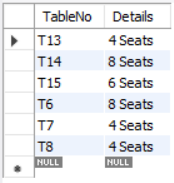 TableNo Details
T13 4 Seats
T14 8 Seats
T15 6 Seats
T6 8 Seats
T7 4 Seats
T8 4 Seats
NULL NULL